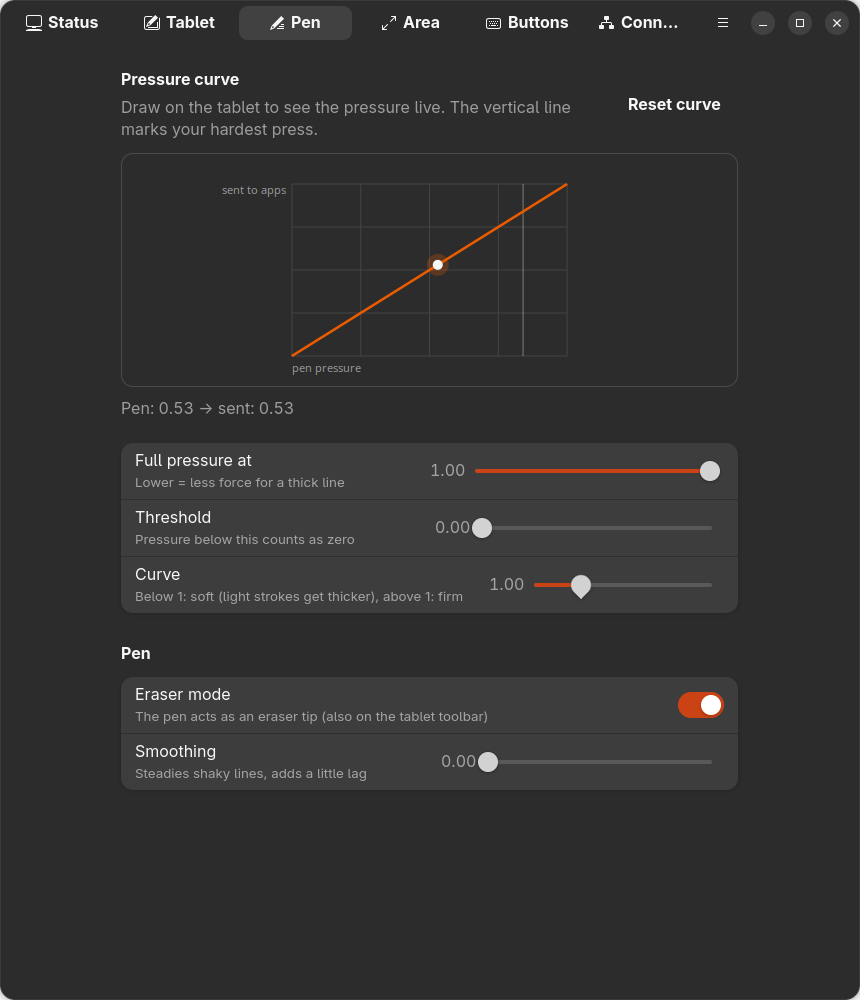 Status Tablet Pen Area Buttons Conn...
Pressure curve
Draw on the tablet to see the pressure live. The vertical line
marks your hardest press.
Reset curve
sent to apps
pen pressure
Pen: 0.53 → sent: 0.53
Full pressure at
Lower = less force for a thick line
1.00
Threshold
Pressure below this counts as zero
0.00
Curve
Below 1: soft (light strokes get thicker), above 1: firm
1.00
Pen
Eraser mode
The pen acts as an eraser tip (also on the tablet toolbar)
Smoothing
Steadies shaky lines, adds a little lag
0.00